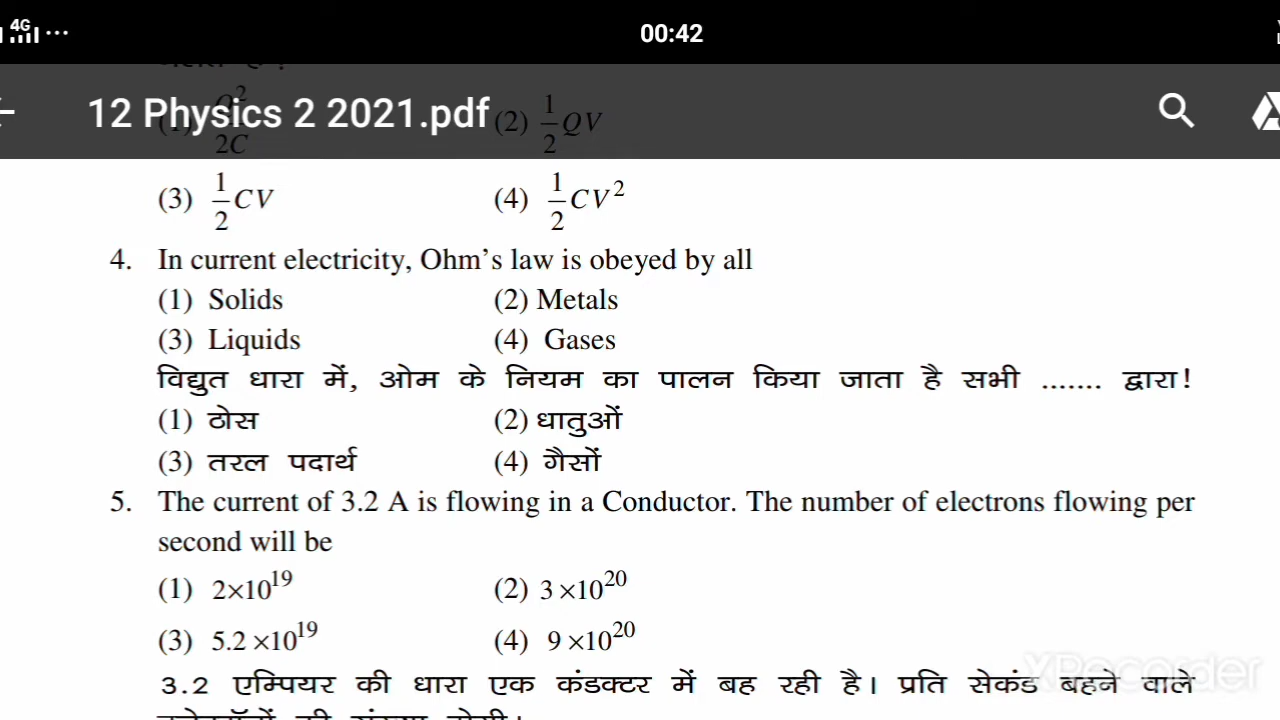 4G ...
00:42
12 Physics 2 2021.pdf
(1) Q²/2C (2) 1/2 QV
(3) 1/2 CV (4) 1/2 CV²
4. In current electricity, Ohm's law is obeyed by all
(1) Solids (2) Metals
(3) Liquids (4) Gases
विद्युत धारा में, ओम के नियम का पालन किया जाता है सभी ....... द्वारा!
(1) ठोस (2) धातुओं
(3) तरल पदार्थ (4) गैसों
5. The current of 3.2 A is flowing in a Conductor. The number of electrons flowing per
second will be
(1) 2×10¹⁹ (2) 3×10²⁰
(3) 5.2×10¹⁹ (4) 9×10²⁰
XRecorder
3.2 एम्पियर की धारा एक कंडक्टर में बह रही है। प्रति सेकंड बहने वाले